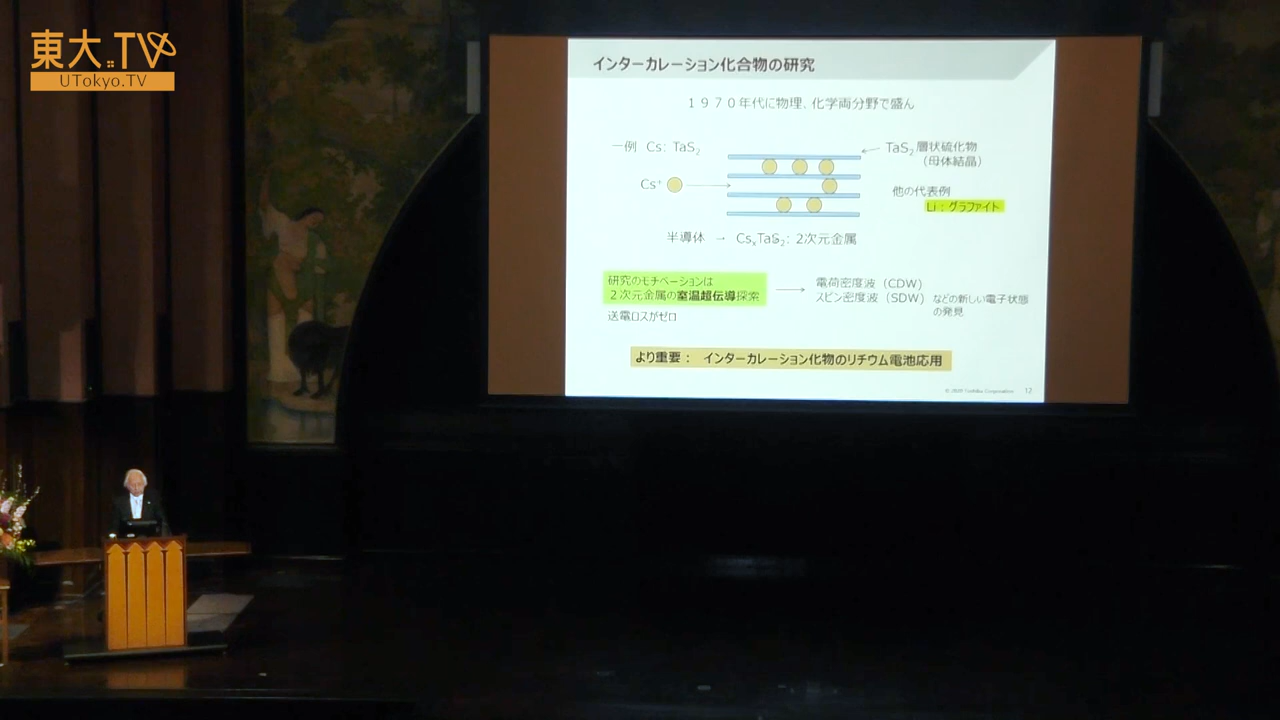 東大.TV
UTokyo.TV
インターカレーション化合物の研究
1970年代に物理、化学両分野で盛ん
一例 Cs: TaS2
TaS2層状硫化物
(母体結晶)
Cs+
他の代表例
Li：グラファイト
半導体 → CsxTaS2: 2次元金属
研究のモチベーションは
2次元金属の室温超伝導探索
電荷密度波（CDW）
スピン密度波（SDW）などの新しい電子状態
の発見
送電ロスがゼロ
より重要： インターカレーション化物のリチウム電池応用
12